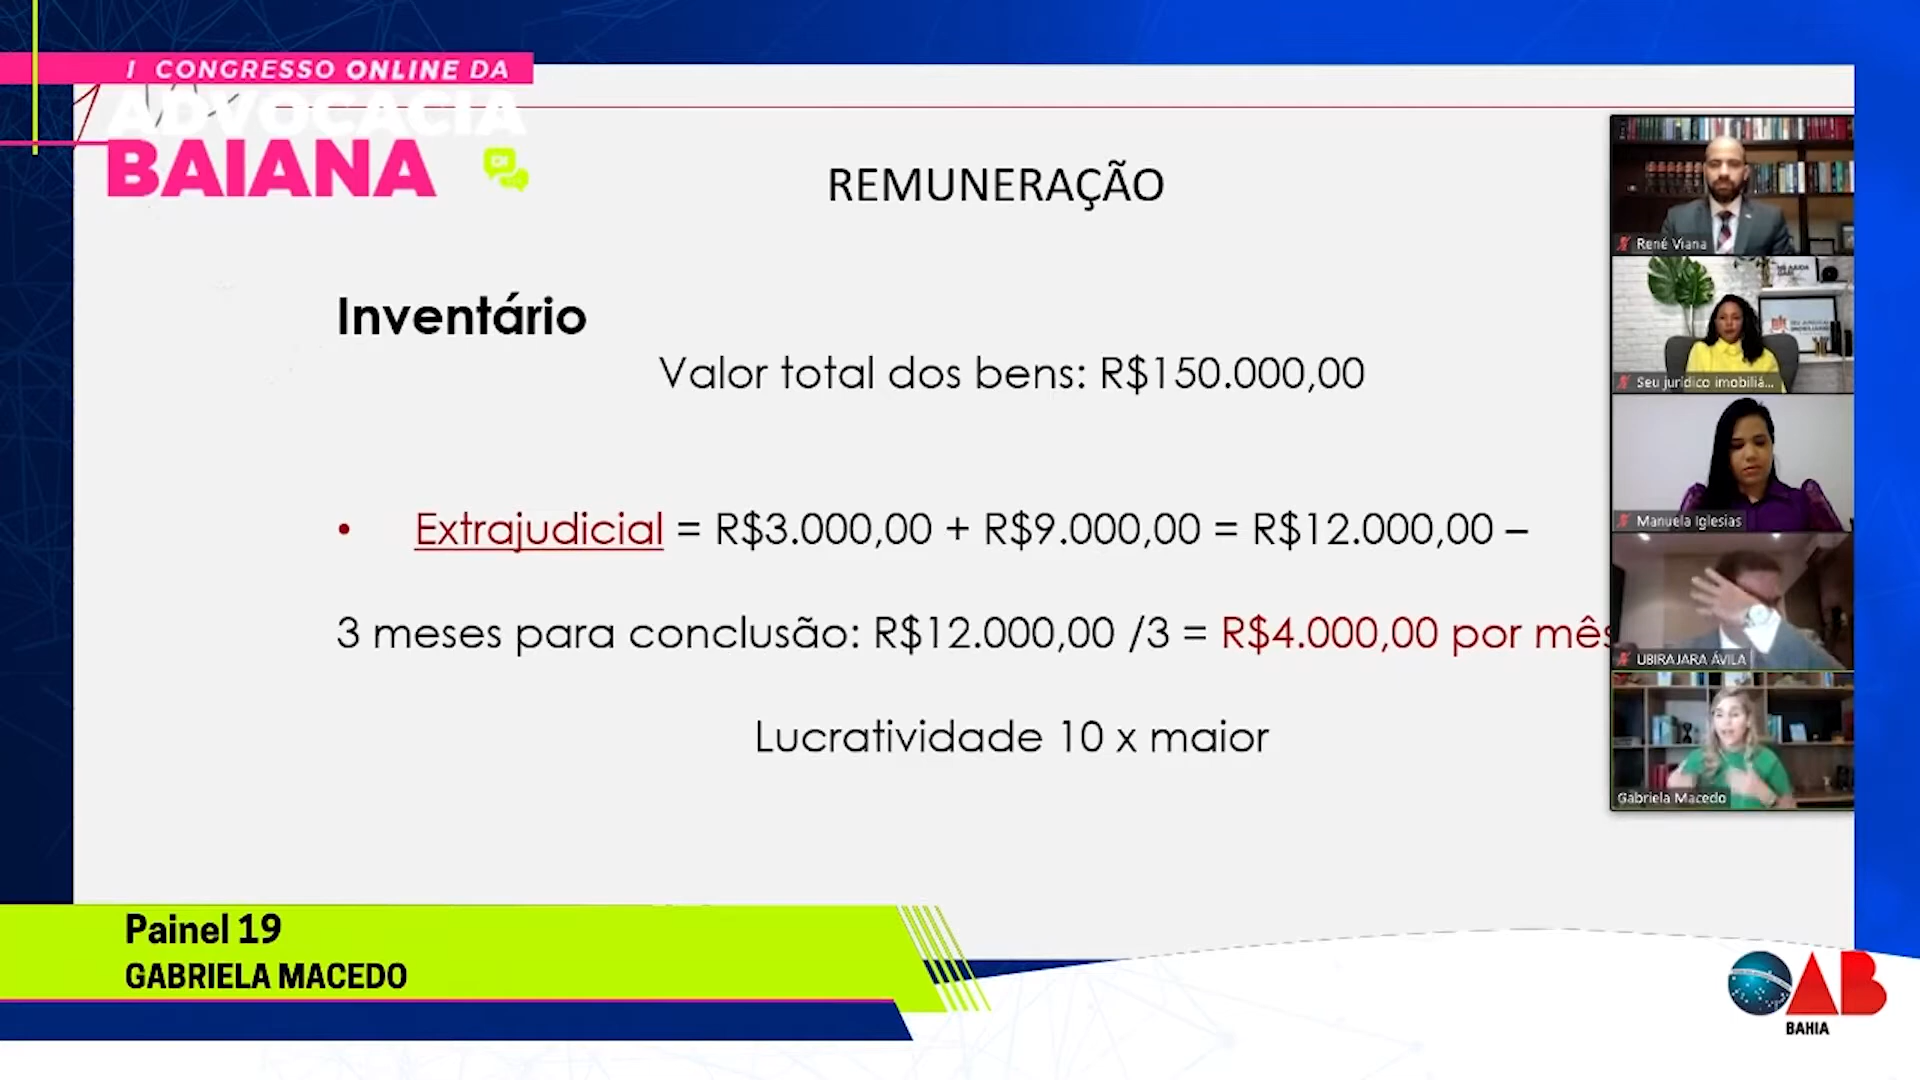 I CONGRESSO ONLINE DA
ADVOCACIA
BAIANA
REMUNERAÇÃO
Inventário
Valor total dos bens: R$150.000,00
• Extrajudicial = R$3.000,00 + R$9.000,00 = R$12.000,00 –
3 meses para conclusão: R$12.000,00 /3 = R$4.000,00 por mês
Lucratividade 10 x maior
René Viana
Seu jurídico imobiliá...
Manuela Iglesias
UBIRAJARA ÁVILA
Gabriela Macedo
Painel 19
GABRIELA MACEDO
OAB
BAHIA